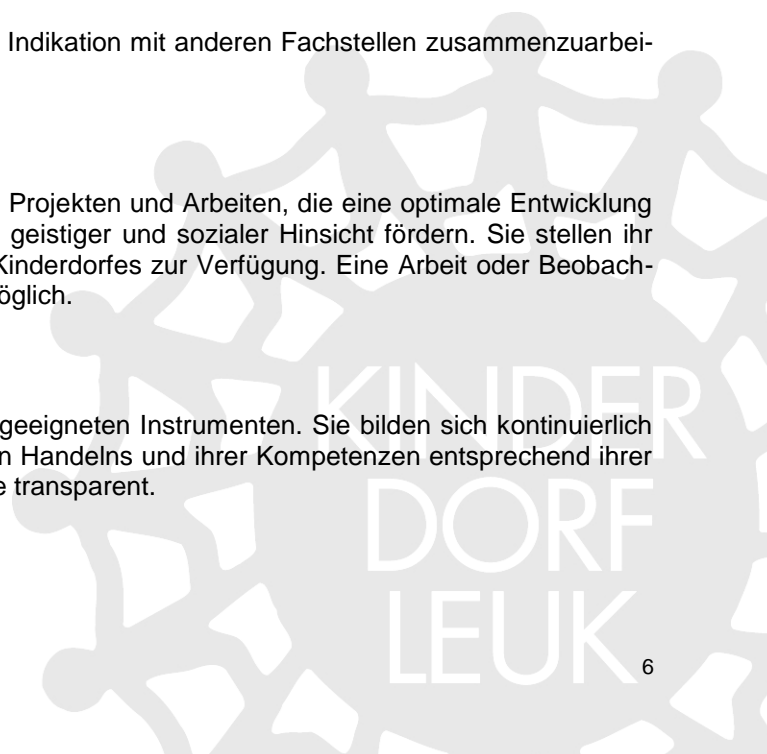 Indikation mit anderen Fachstellen zusammenzuarbei-
Projekten und Arbeiten, die eine optimale Entwicklung
geistiger und sozialer Hinsicht fördern. Sie stellen ihr
Kinderdorfes zur Verfügung. Eine Arbeit oder Beobach-
öglich.
geeigneten Instrumenten. Sie bilden sich kontinuierlich
n Handelns und ihrer Kompetenzen entsprechend ihrer
e transparent.
KINDER
DORF
LEUK
6